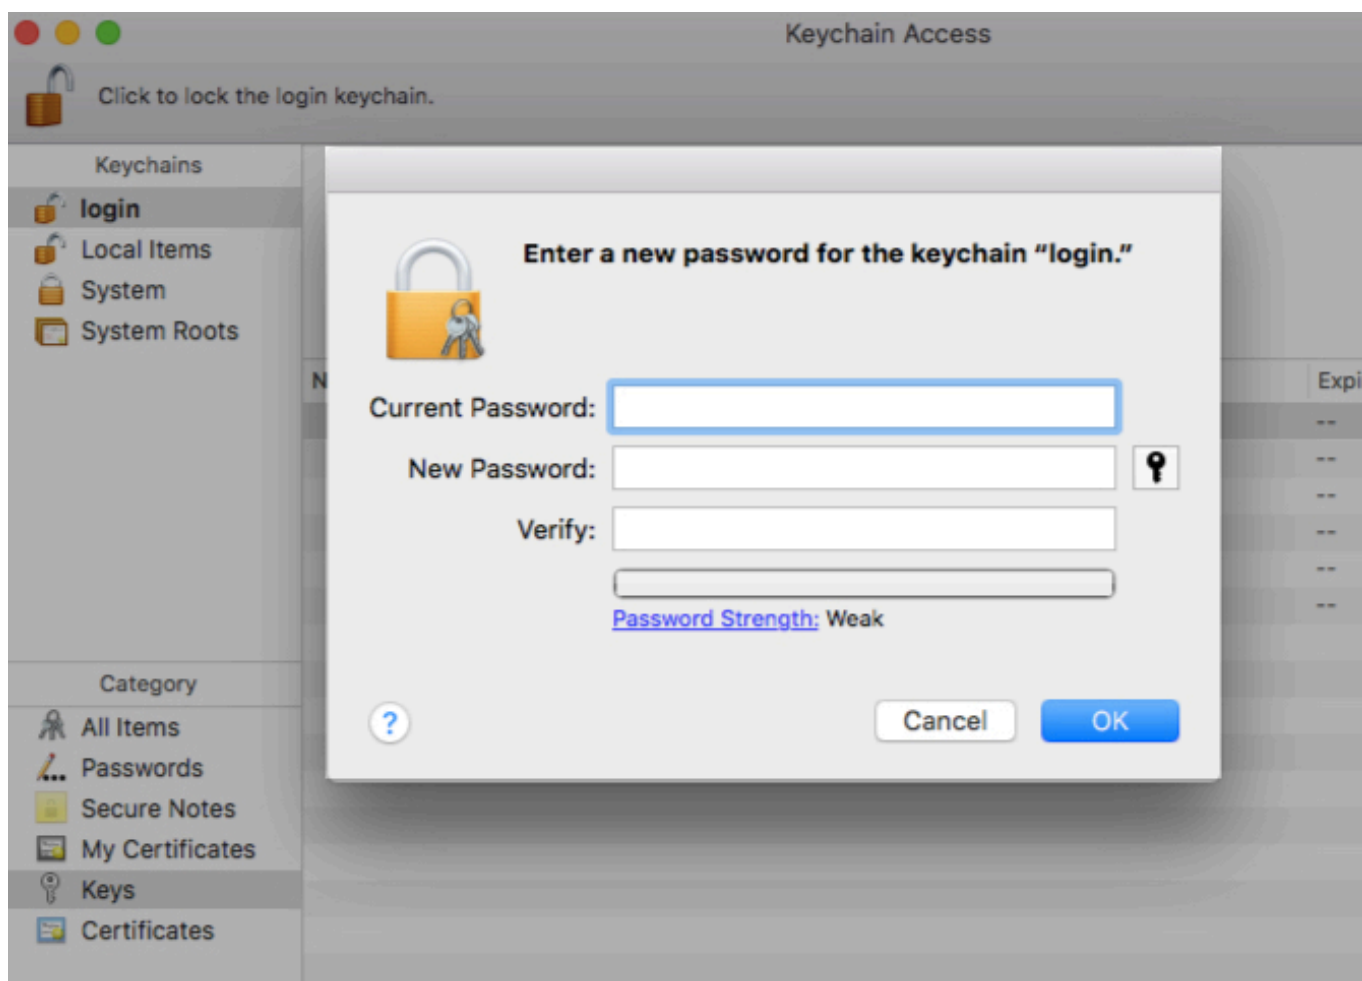 Keychain Access
Click to lock the login keychain.
Keychains
login
Local Items
System
System Roots
Category
All Items
Passwords
Secure Notes
My Certificates
Keys
Certificates
N
Expi
--
--
--
--
--
--
Enter a new password for the keychain “login.”
Current Password:
New Password:
Verify:
Password Strength: Weak
?
Cancel
OK